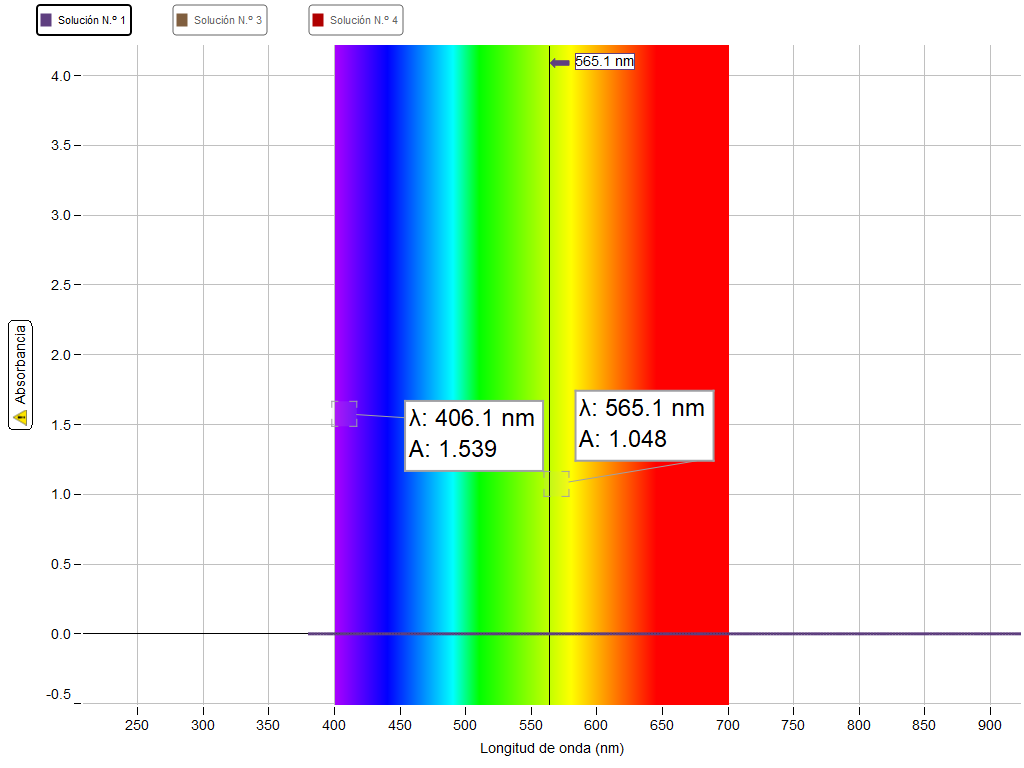 Solución N.º 1
Solución N.º 3
Solución N.º 4
565.1 nm
4.0
3.5
3.0
2.5
2.0
1.5
1.0
0.5
0.0
-0.5
Absorbancia
λ: 406.1 nm
A: 1.539
λ: 565.1 nm
A: 1.048
250 300 350 400 450 500 550 600 650 700 750 800 850 900
Longitud de onda (nm)